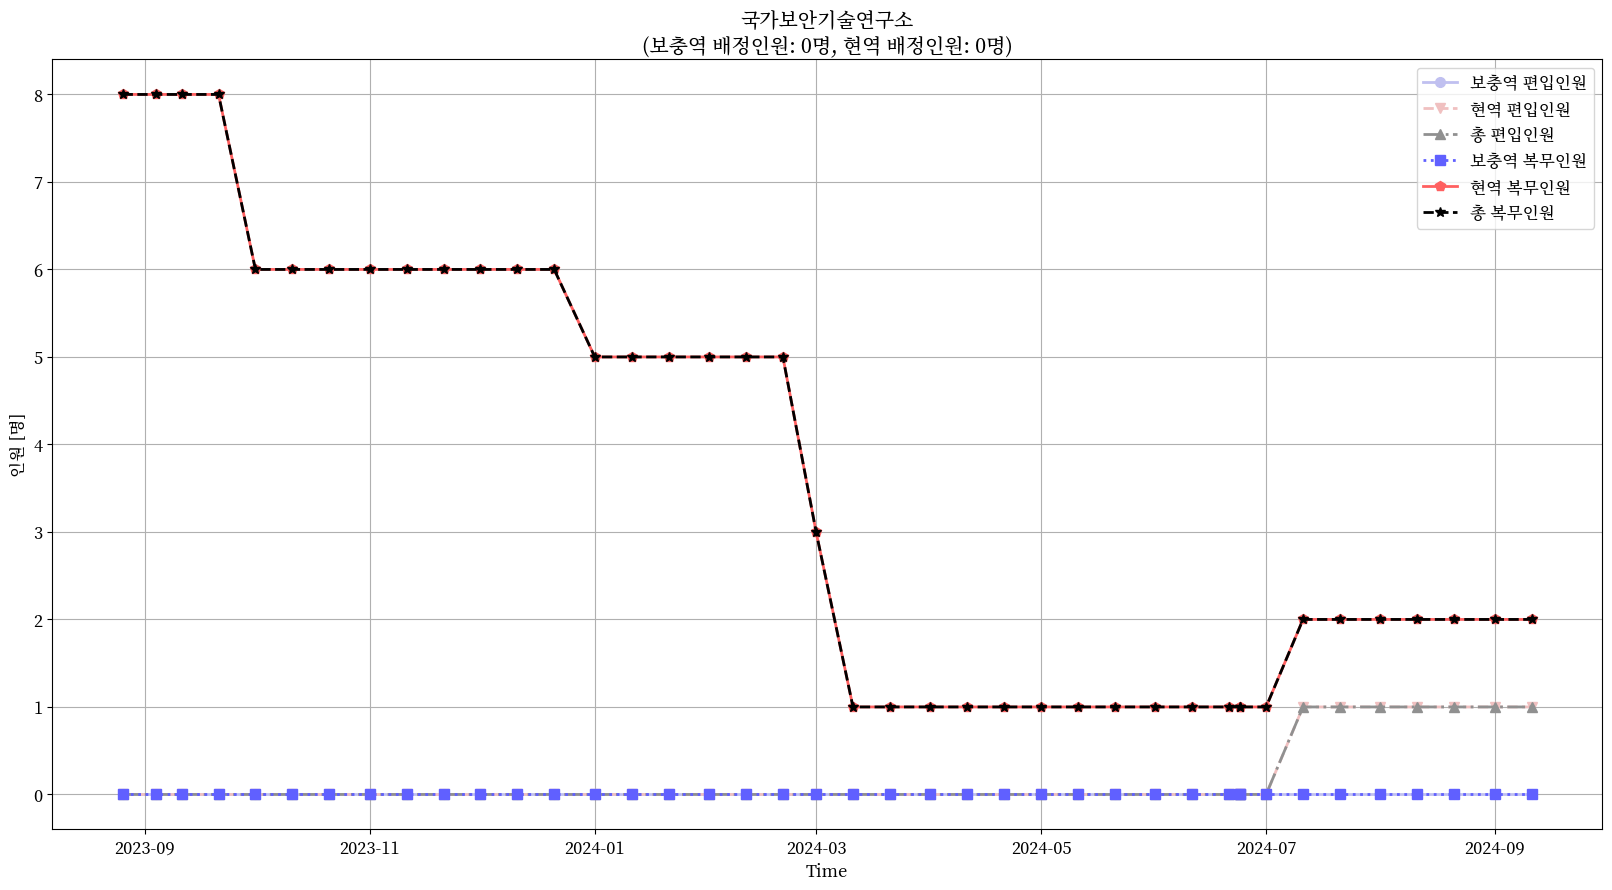 국가보안기술연구소
(보충역 배정인원: 0명, 현역 배정인원: 0명)
보충역 편입인원
현역 편입인원
총 편입인원
보충역 복무인원
현역 복무인원
총 복무인원
인원 [명]
8
7
6
5
4
3
2
1
0
2023-09
2023-11
2024-01
2024-03
2024-05
2024-07
2024-09
Time